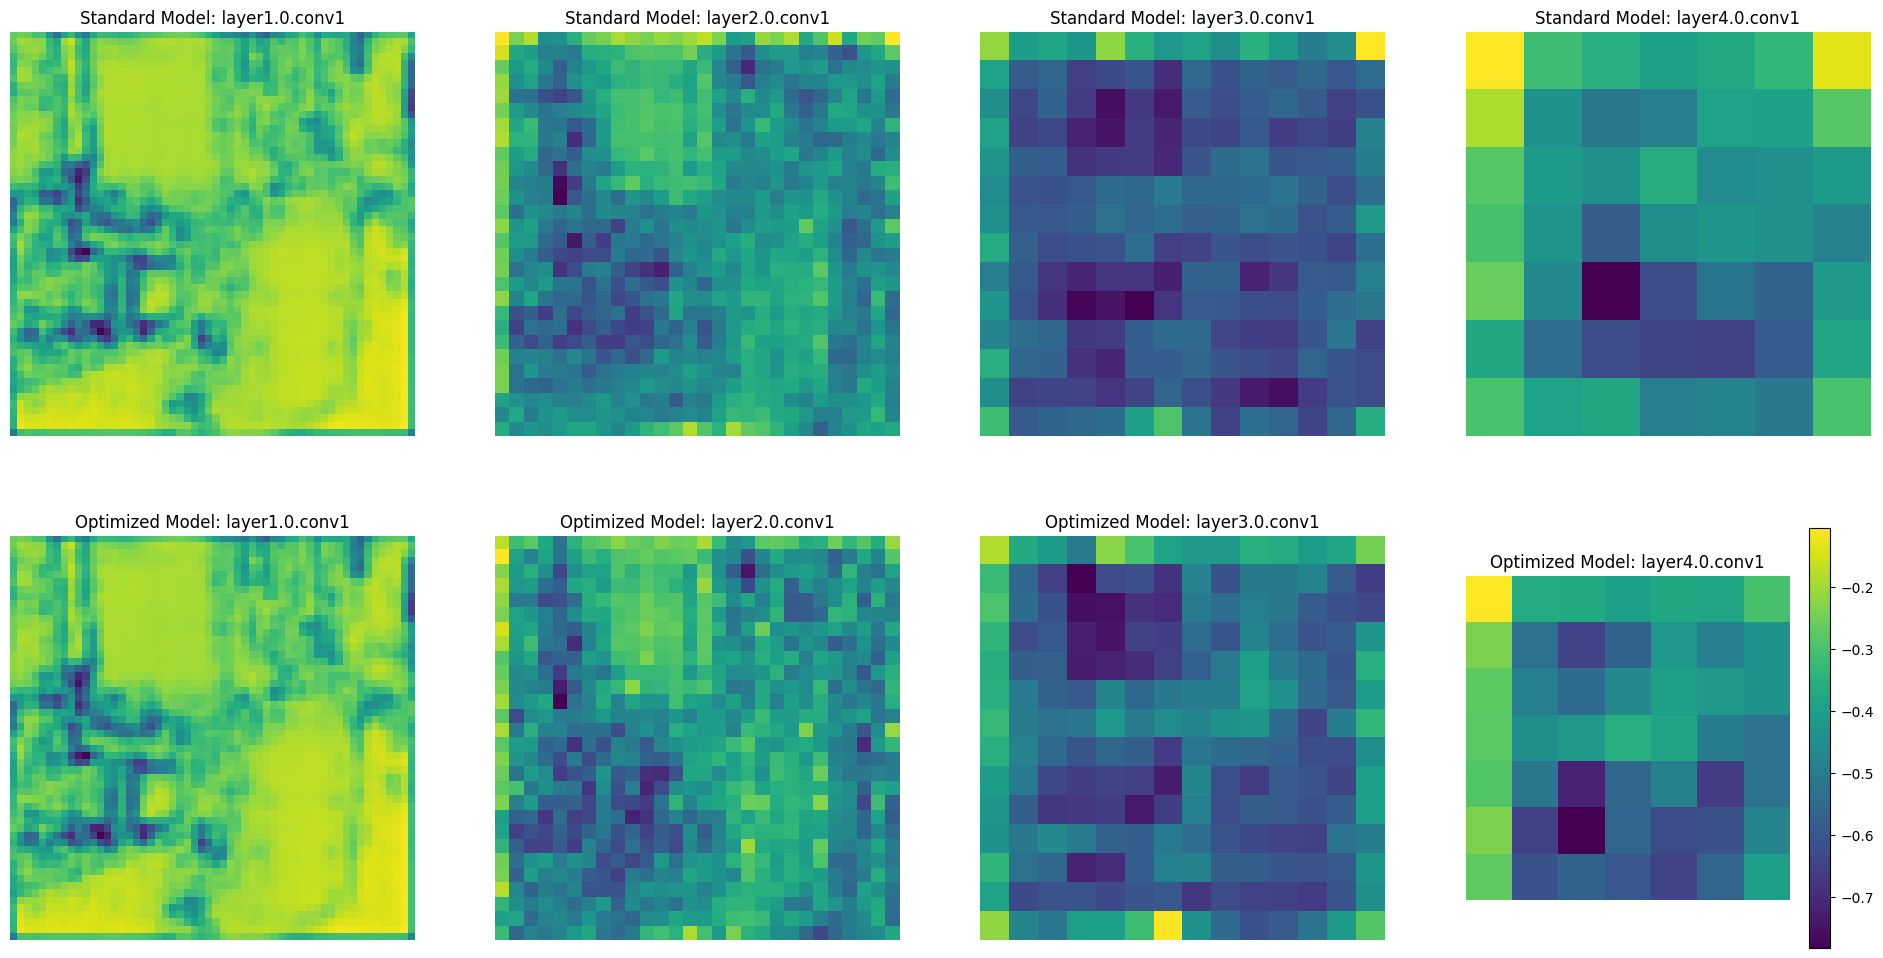 Standard Model: layer1.0.conv1
Standard Model: layer2.0.conv1
Standard Model: layer3.0.conv1
Standard Model: layer4.0.conv1
Optimized Model: layer1.0.conv1
Optimized Model: layer2.0.conv1
Optimized Model: layer3.0.conv1
Optimized Model: layer4.0.conv1
−0.2
−0.3
−0.4
−0.5
−0.6
−0.7